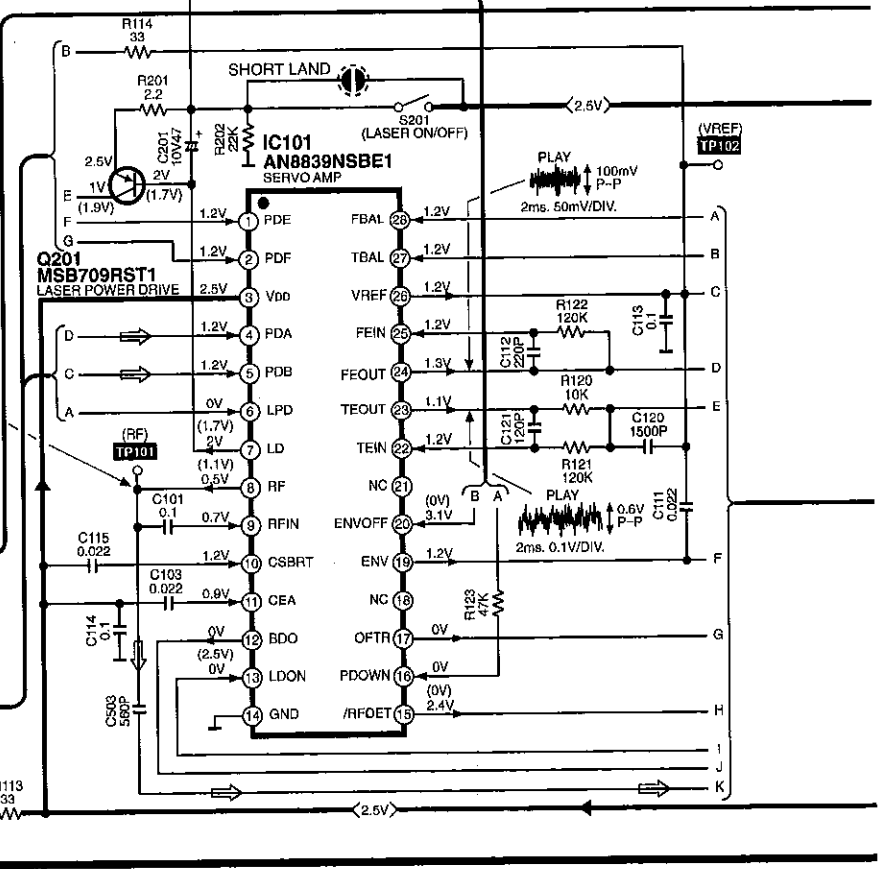 R114
33
B
SHORT LAND
R201
2.2
C201
10V47
+
R202
22K
S201
(LASER ON/OFF)
2.5V
(VREF)
TP102
IC101
AN8839NSBE1
SERVO AMP
2.5V
1V
(1.9V)
2V
(1.7V)
E
F
G
Q201
MSB709RST1
LASER POWER DRIVE
PLAY
100mV
P-P
2ms. 50mV/DIV.
1.2V 1 PDE
1.2V 2 PDF
2.5V 3 VDD
D 1.2V 4 PDA
C 1.2V 5 PDB
A 0V (1.7V) 6 LPD
2V (1.1V) 7 LD
0.5V 8 RF
0.7V 9 RFIN
1.2V 10 CSBRT
0.9V 11 CEA
0V (2.5V) 12 BDO
0V 13 LDON
14 GND
FBAL 28 1.2V A
TBAL 27 1.2V B
VREF 26 1.2V C
FEIN 25 1.2V
FEOUT 24 1.3V D
TEOUT 23 1.1V E
TEIN 22 1.2V
NC 21
ENVOFF 20 (0V) 3.1V
ENV 19 1.2V F
NC 18
OFTR 17 0V G
PDOWN 16 0V
/RFDET 15 (0V) 2.4V H
I
J
K
(RF)
TP101
C101
0.1
C115
0.022
C103
0.022
C114
0.1
C503
560P
R122
120K
C112
220P
C113
0.1
R120
10K
C121
120P
C120
1500P
R121
120K
B A
PLAY
0.6V
P-P
2ms. 0.1V/DIV.
C111
0.022
R123
47K
33
2.5V